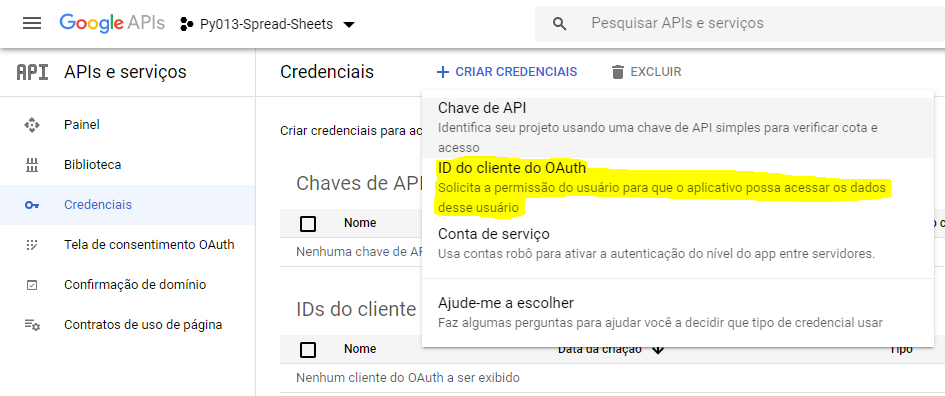 Google APIs
Py013-Spread-Sheets
Pesquisar APIs e serviços
API
APIs e serviços
Credenciais
CRIAR CREDENCIAIS
EXCLUIR
Painel
Biblioteca
Credenciais
Tela de consentimento OAuth
Confirmação de domínio
Contratos de uso de página
Criar credenciais para ac
Chaves de API
Nome
Nenhuma chave de AP
IDs do cliente
Nome
Data da criação
Tipo
Nenhum cliente do OAuth a ser exibido
Chave de API
Identifica seu projeto usando uma chave de API simples para verificar cota e
acesso
ID do cliente do OAuth
Solicita a permissão do usuário para que o aplicativo possa acessar os dados
desse usuário
Conta de serviço
Usa contas robô para ativar a autenticação do nível do app entre servidores.
Ajude-me a escolher
Faz algumas perguntas para ajudar você a decidir que tipo de credencial usar